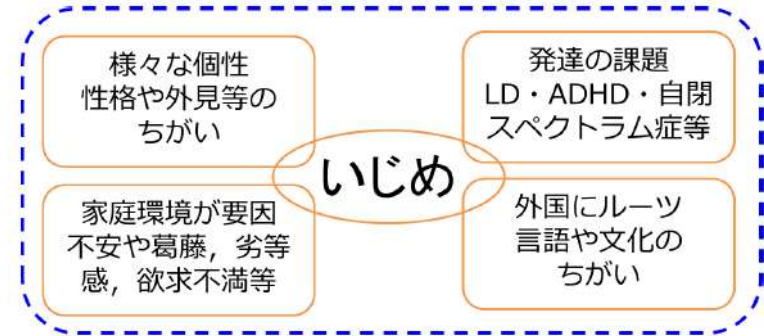 様々な個性
性格や外見等の
ちがい
発達の課題
LD・ADHD・自閉
スペクトラム症等
いじめ
家庭環境が要因
不安や葛藤，劣等
感，欲求不満等
外国にルーツ
言語や文化の
ちがい